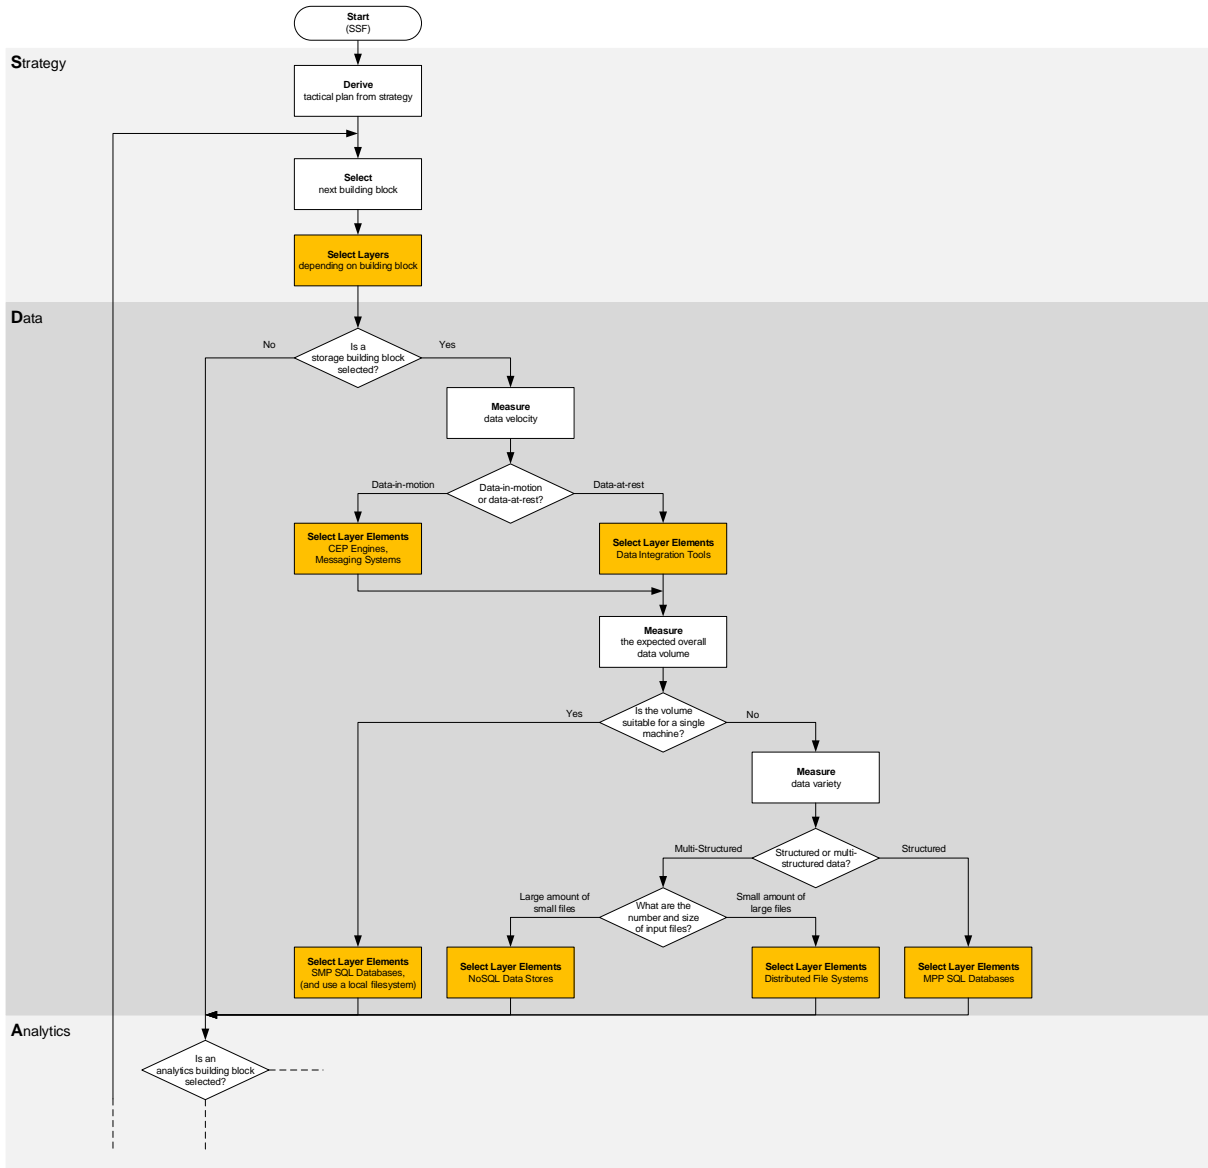 Start
(SSF)
Strategy
Derive
tactical plan from strategy
Select
next building block
Select Layers
depending on building block
Data
No
Is a
storage building block
selected?
Yes
Measure
data velocity
Data-in-motion
Data-in-motion
or data-at-rest?
Data-at-rest
Select Layer Elements
CEP Engines,
Messaging Systems
Select Layer Elements
Data Integration Tools
Measure
the expected overall
data volume
Yes
Is the volume
suitable for a single
machine?
No
Measure
data variety
Multi-Structured
Structured or multi-
structured data?
Structured
Large amount of
small files
What are the
number and size
of input files?
Small amount of
large files
Select Layer Elements
SMP SQL Databases,
(and use a local filesystem)
Select Layer Elements
NoSQL Data Stores
Select Layer Elements
Distributed File Systems
Select Layer Elements
MPP SQL Databases
Analytics
Is an
analytics building block
selected?